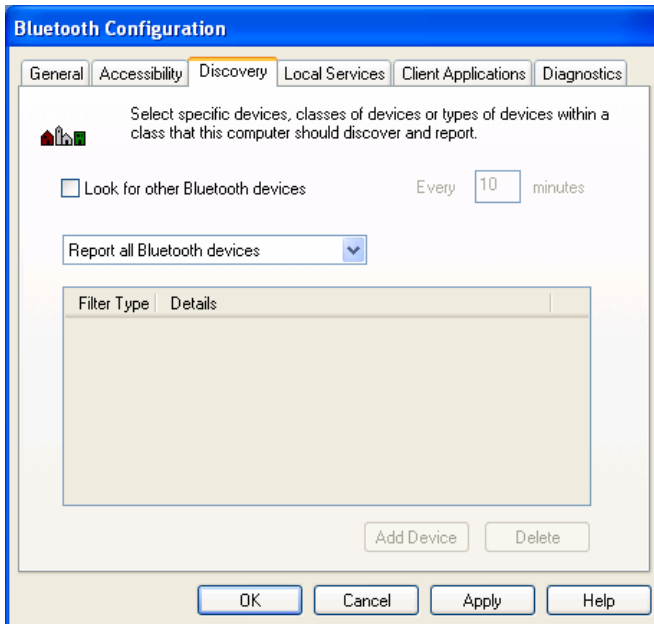 Bluetooth Configuration
General Accessibility Discovery Local Services Client Applications Diagnostics
Select specific devices, classes of devices or types of devices within a
class that this computer should discover and report.
Look for other Bluetooth devices Every 10 minutes
Report all Bluetooth devices
Filter Type Details
Add Device Delete
OK Cancel Apply Help